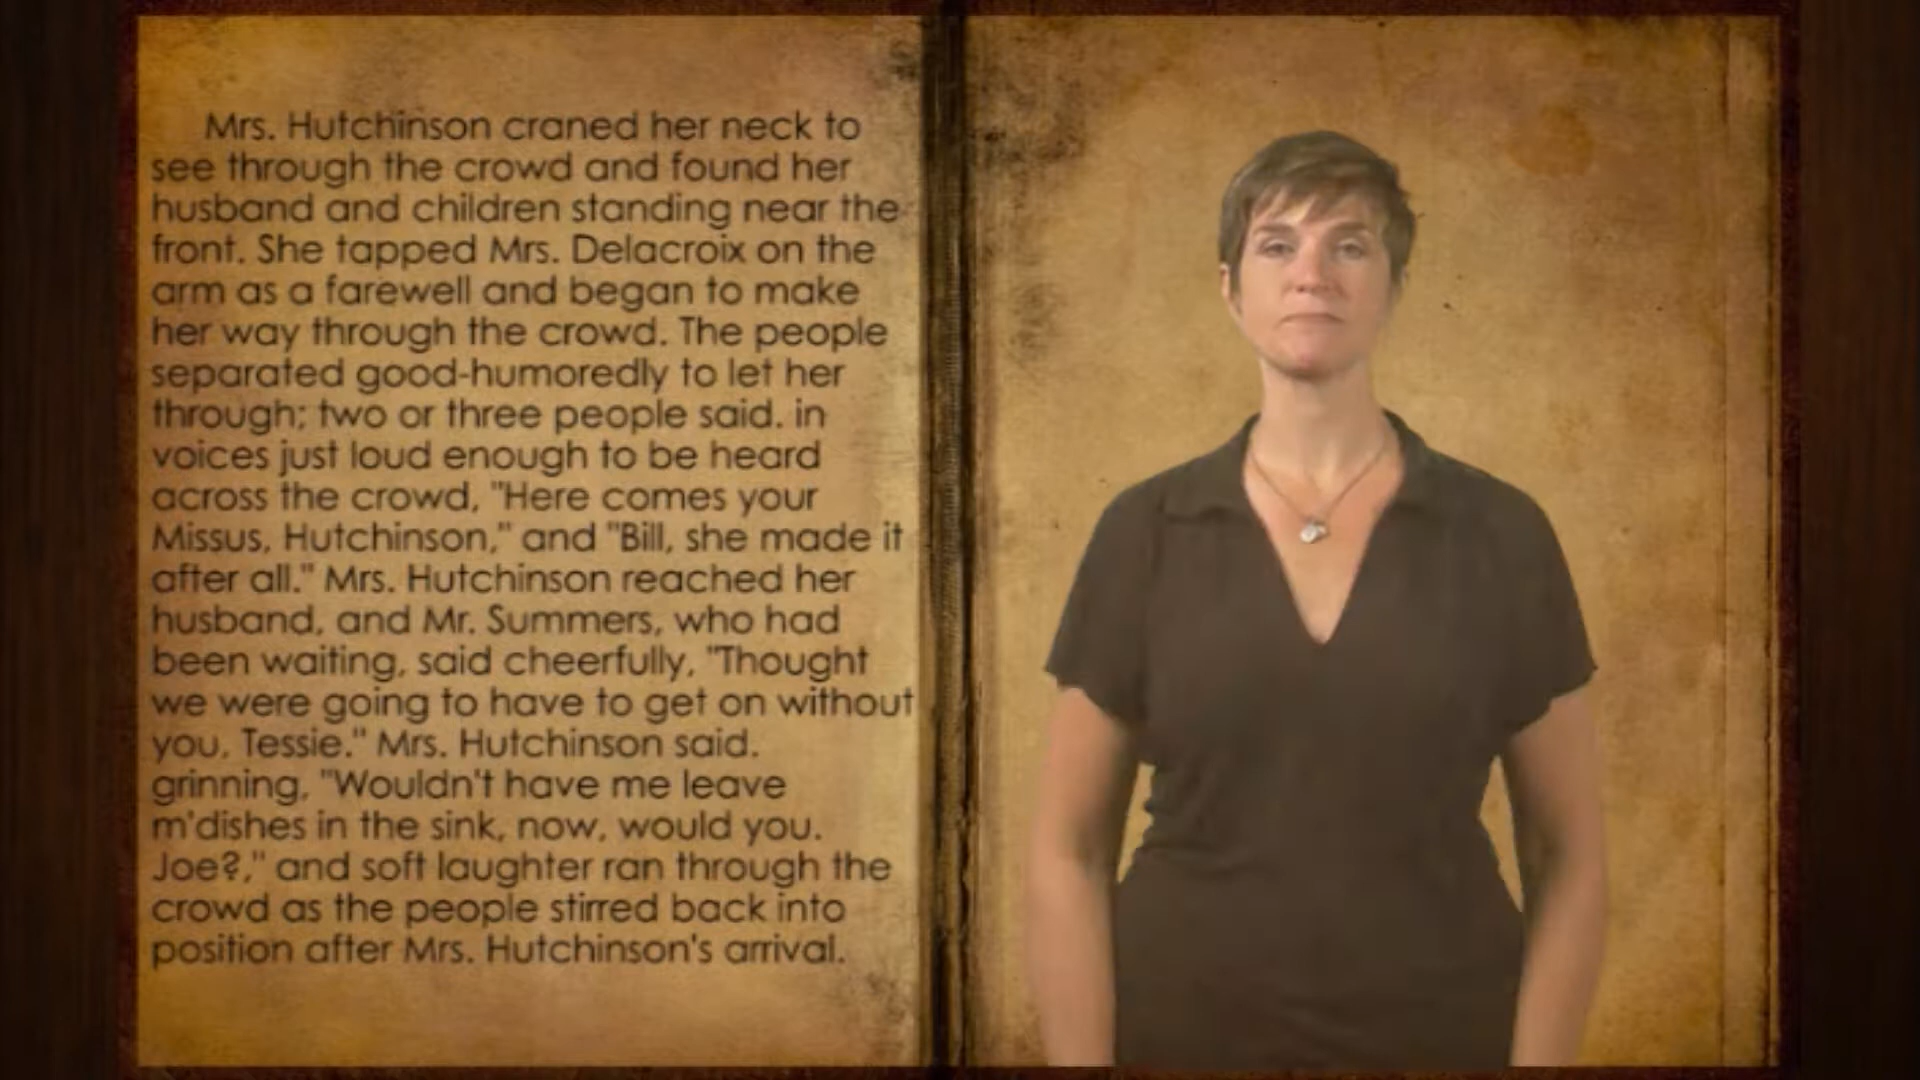 Mrs. Hutchinson craned her neck to
see through the crowd and found her
husband and children standing near the
front. She tapped Mrs. Delacroix on the
arm as a farewell and began to make
her way through the crowd. The people
separated good-humoredly to let her
through; two or three people said. in
voices just loud enough to be heard
across the crowd, "Here comes your
Missus, Hutchinson," and "Bill, she made it
after all." Mrs. Hutchinson reached her
husband, and Mr. Summers, who had
been waiting, said cheerfully, "Thought
we were going to have to get on without
you, Tessie." Mrs. Hutchinson said.
grinning, "Wouldn't have me leave
m'dishes in the sink, now, would you.
Joe?," and soft laughter ran through the
crowd as the people stirred back into
position after Mrs. Hutchinson's arrival.